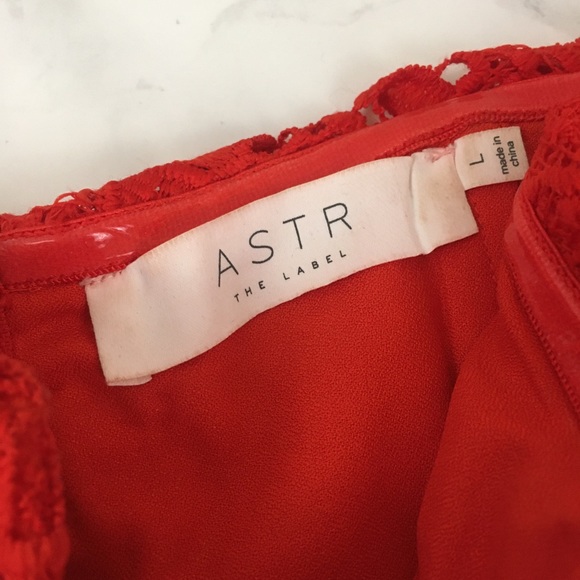 ASTR
THE LABEL
L
made in
china